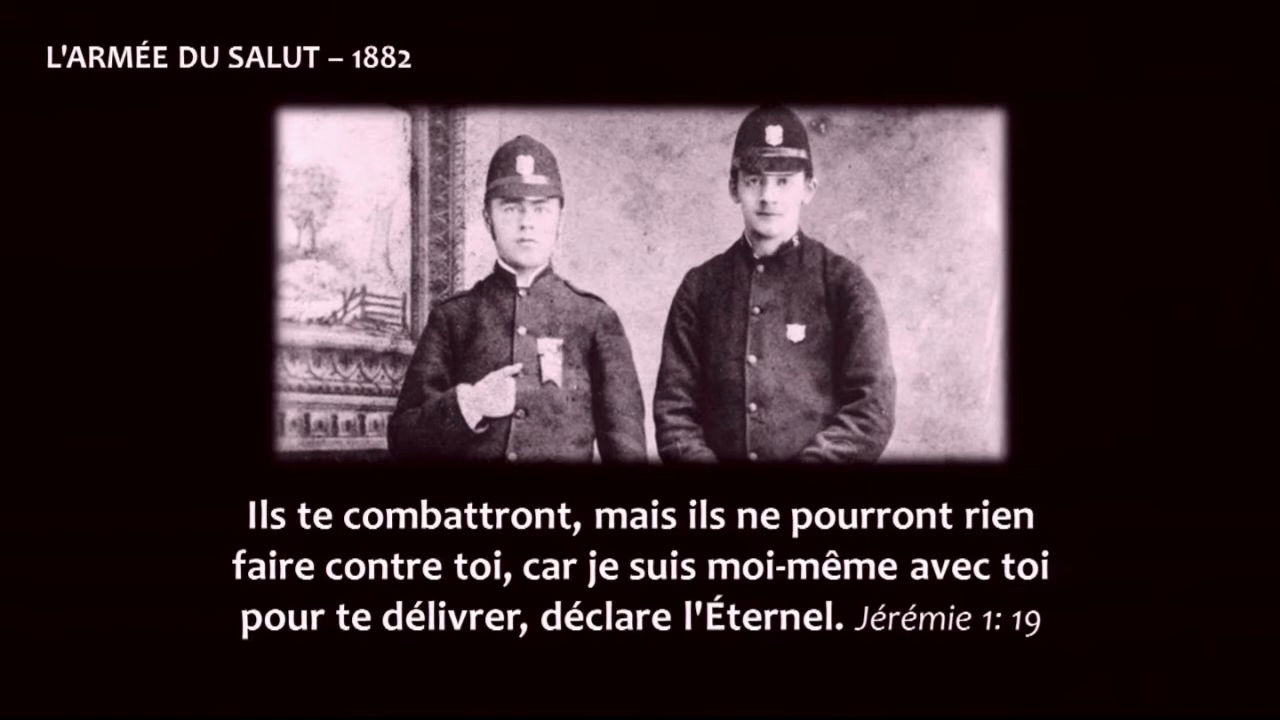 L'ARMÉE DU SALUT – 1882
Ils te combattront, mais ils ne pourront rien
faire contre toi, car je suis moi-même avec toi
pour te délivrer, déclare l'Éternel. Jérémie 1: 19